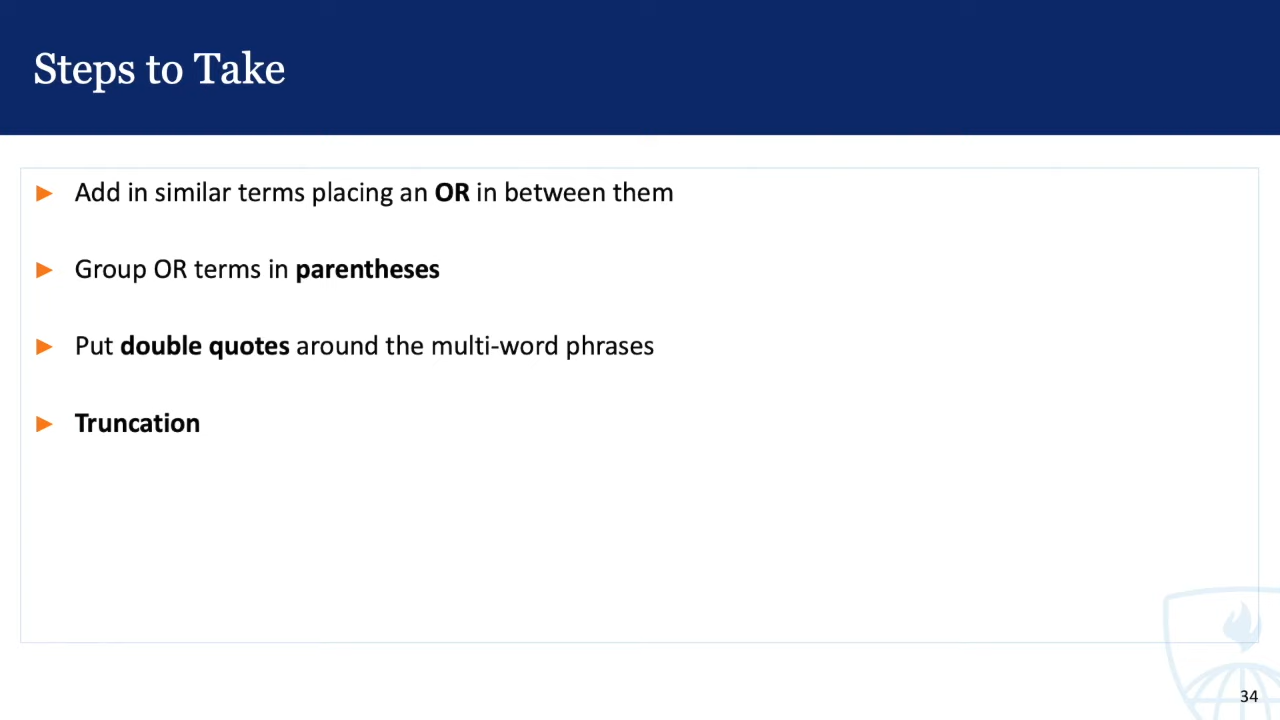 Steps to Take
► Add in similar terms placing an OR in between them
► Group OR terms in parentheses
► Put double quotes around the multi-word phrases
► Truncation
34